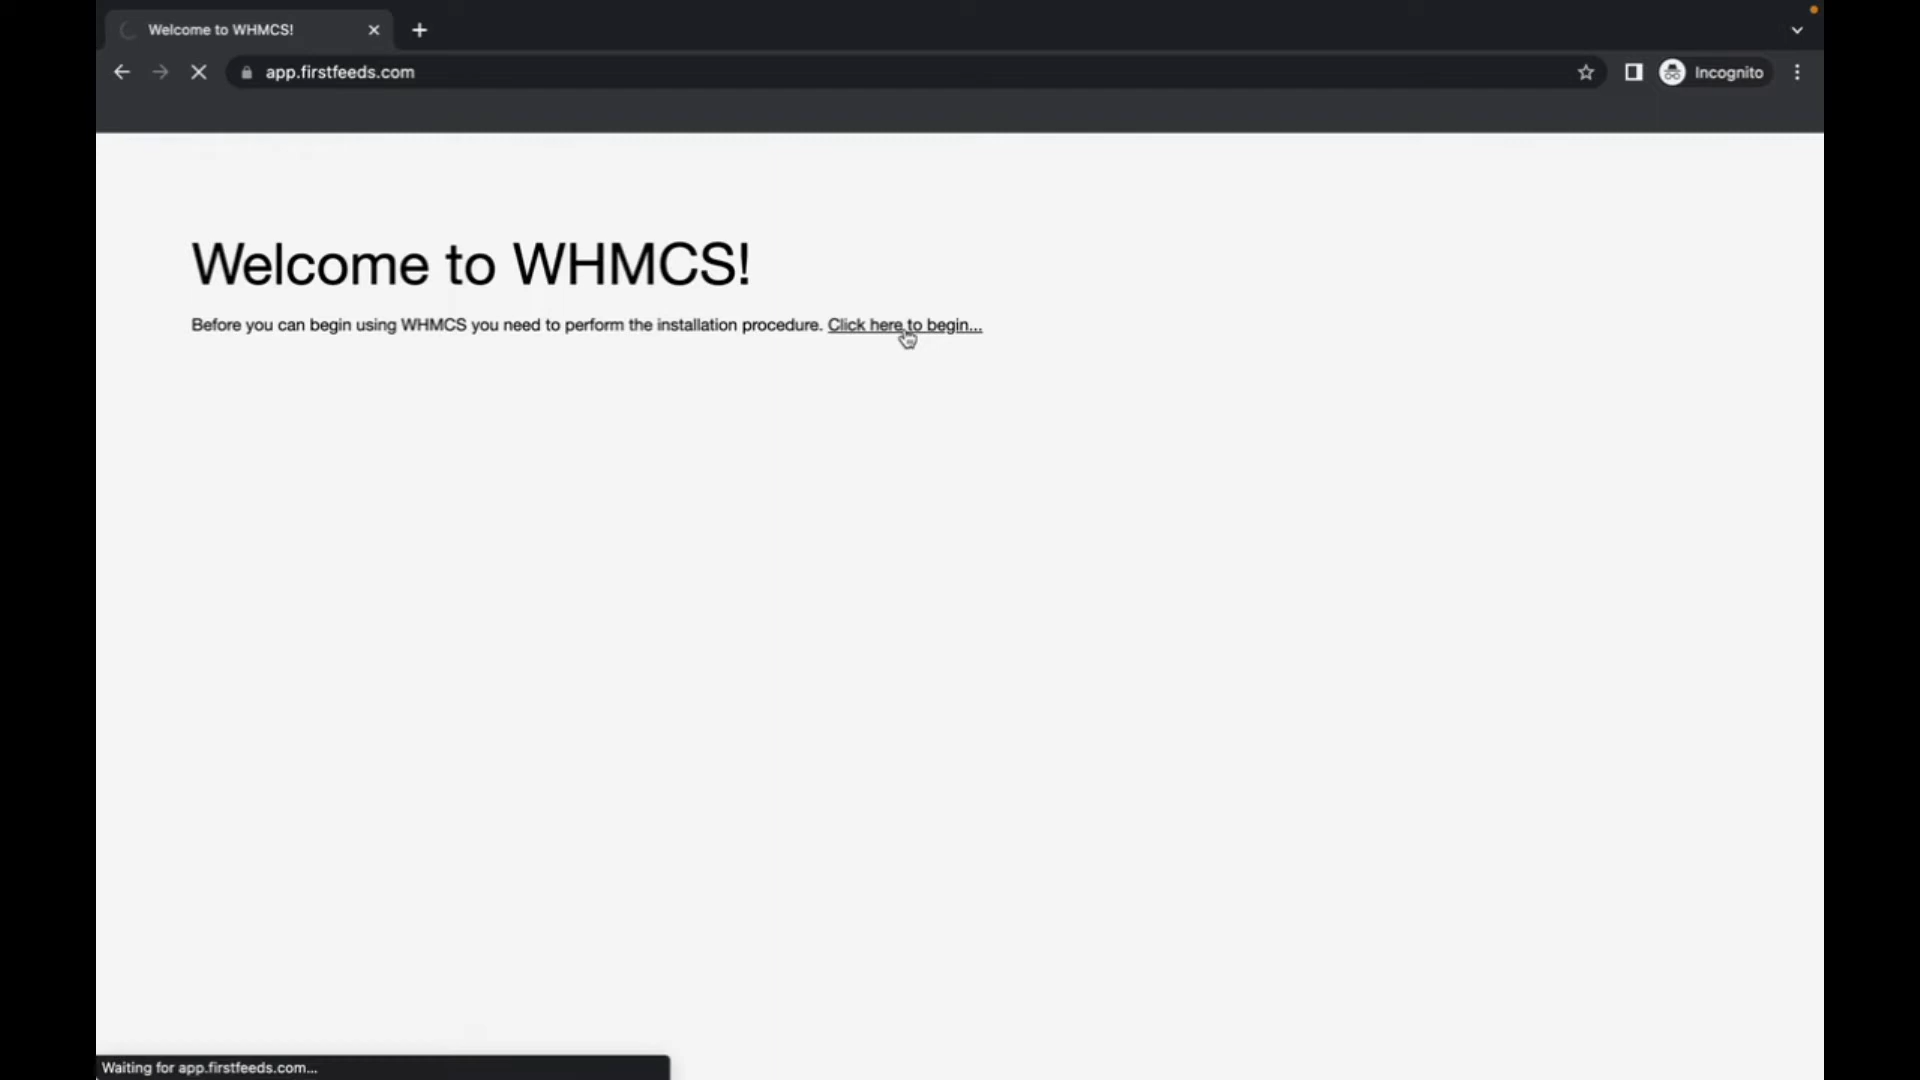 Welcome to WHMCS!
app.firstfeeds.com
Incognito
Welcome to WHMCS!
Before you can begin using WHMCS you need to perform the installation procedure. Click here to begin...
Waiting for app.firstfeeds.com...